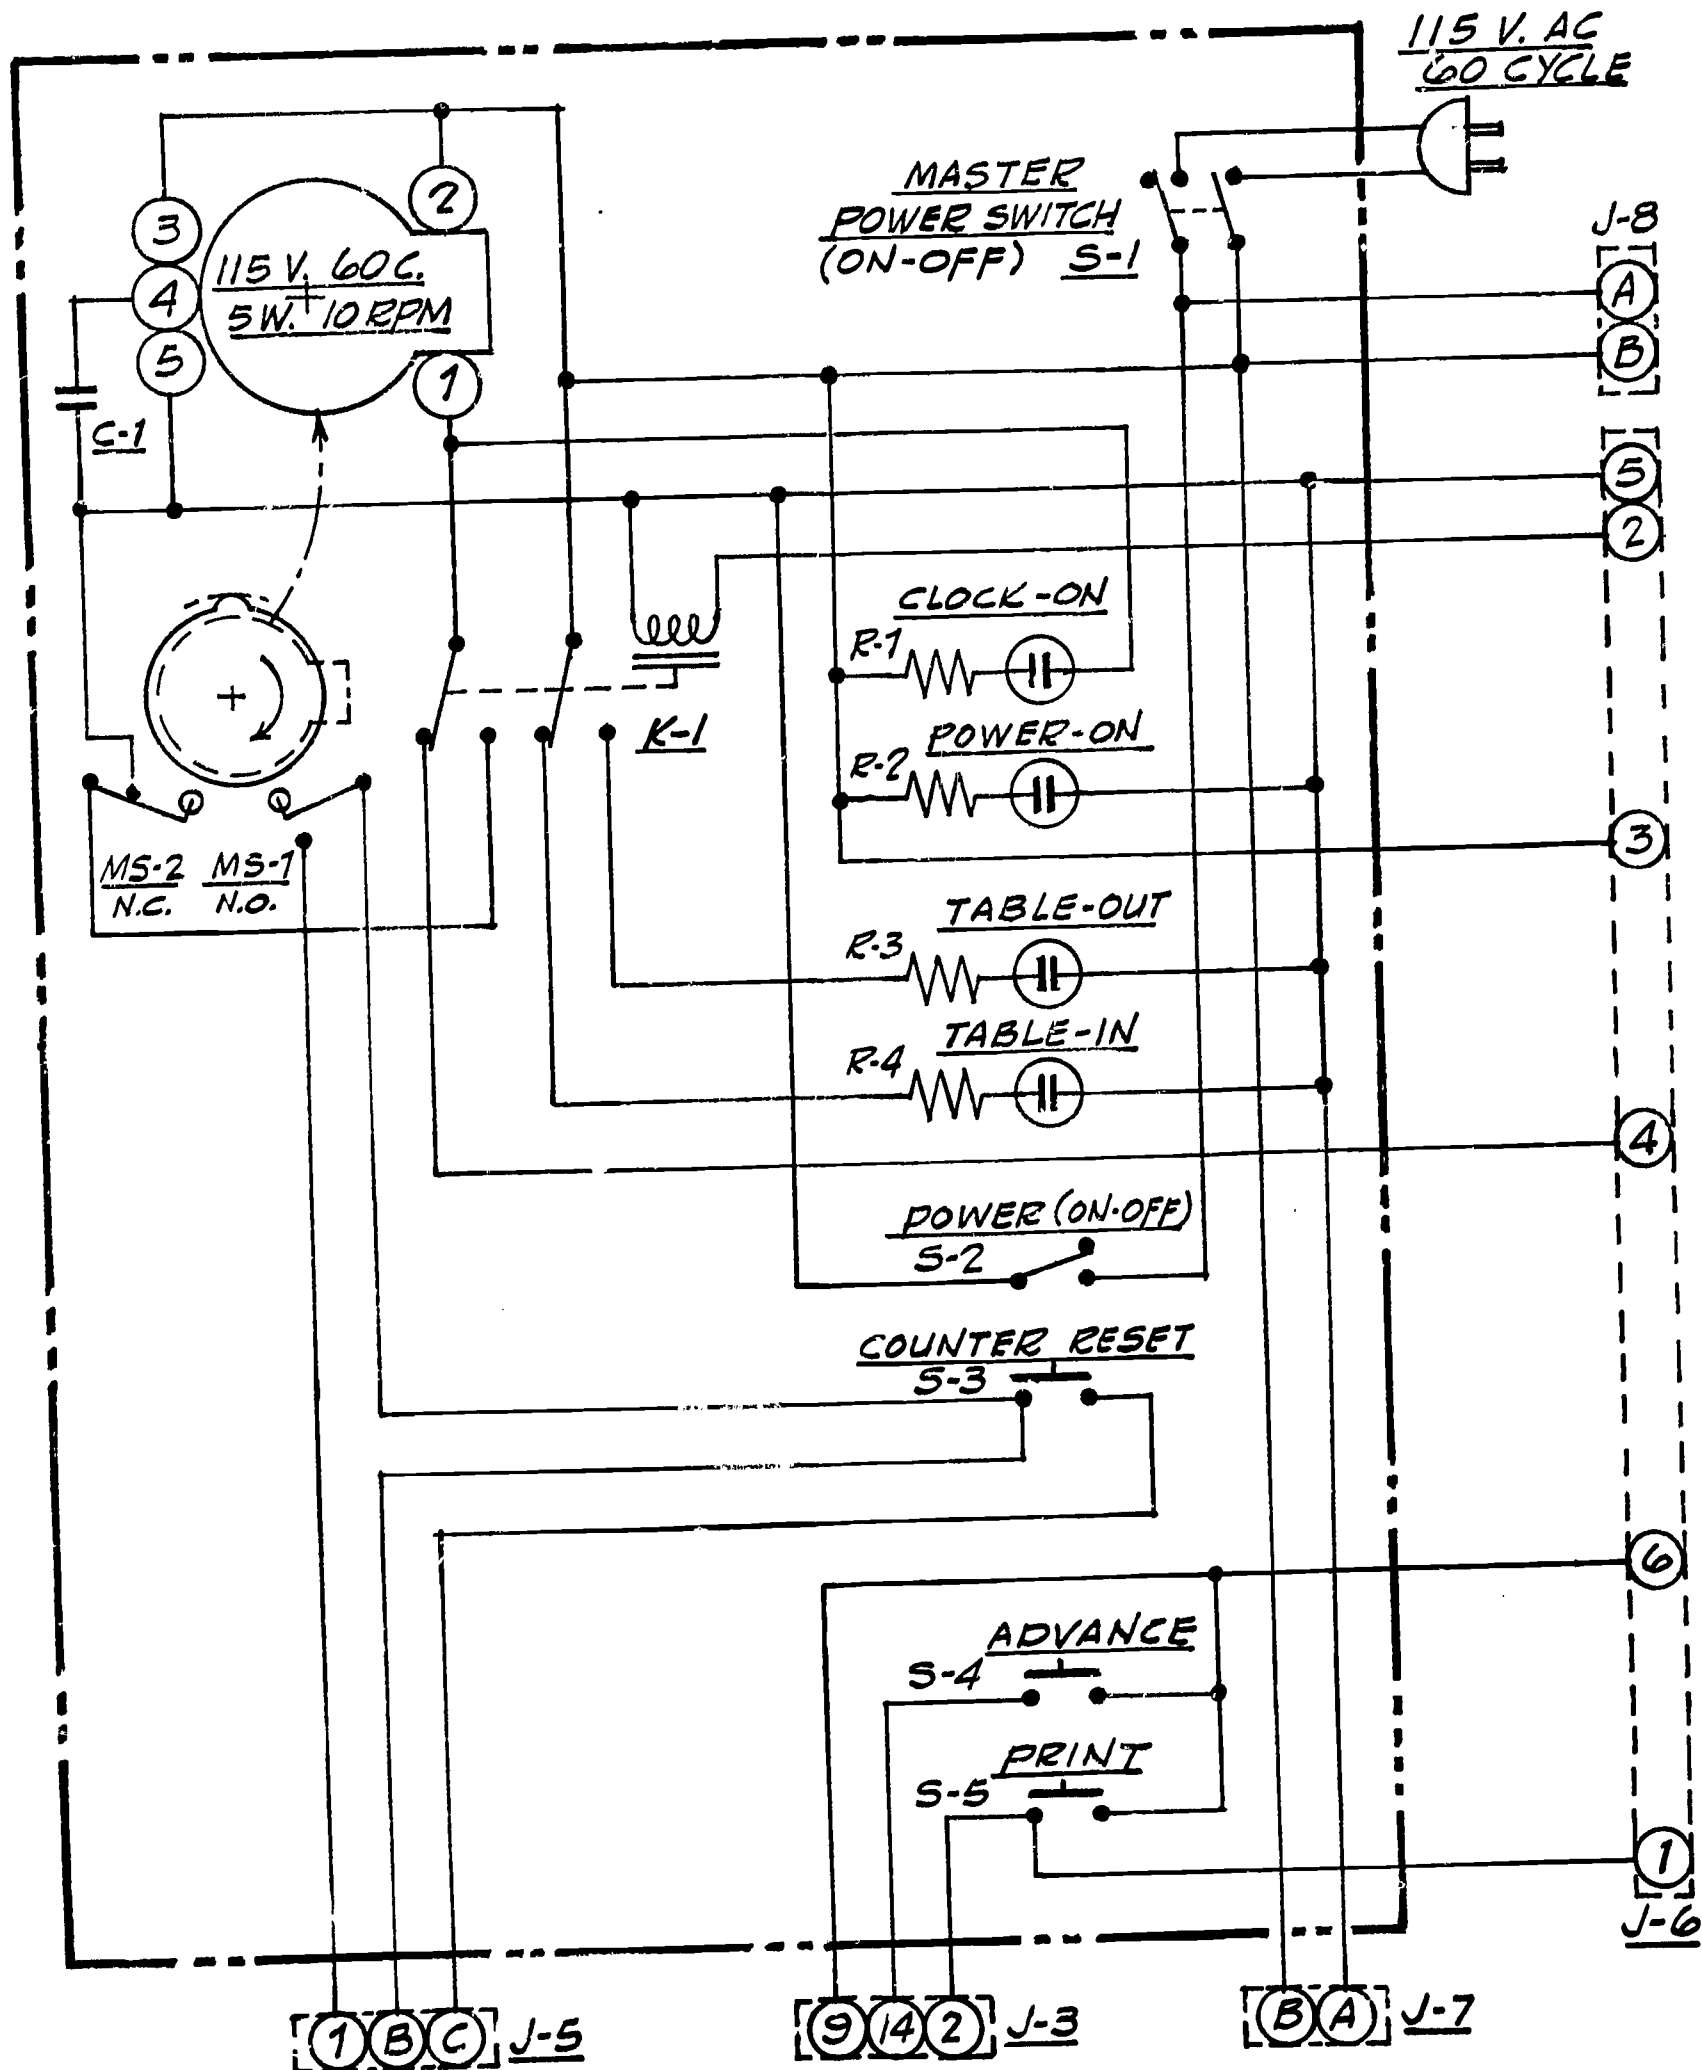 115 V. AC
60 CYCLE
MASTER
POWER SWITCH
(ON-OFF) S-1
J-8
A
B
2
3
4
5
115 V. 60 C.
5 W. 10 RPM
1
C-1
5
2
CLOCK-ON
R-1
POWER-ON
R-2
K-1
3
MS-2 MS-1
N.C. N.O.
TABLE-OUT
R-3
TABLE-IN
R-4
4
POWER (ON-OFF)
S-2
COUNTER RESET
S-3
6
ADVANCE
S-4
PRINT
S-5
1
J-6
1 B C J-5
9 14 2 J-3
B A J-7